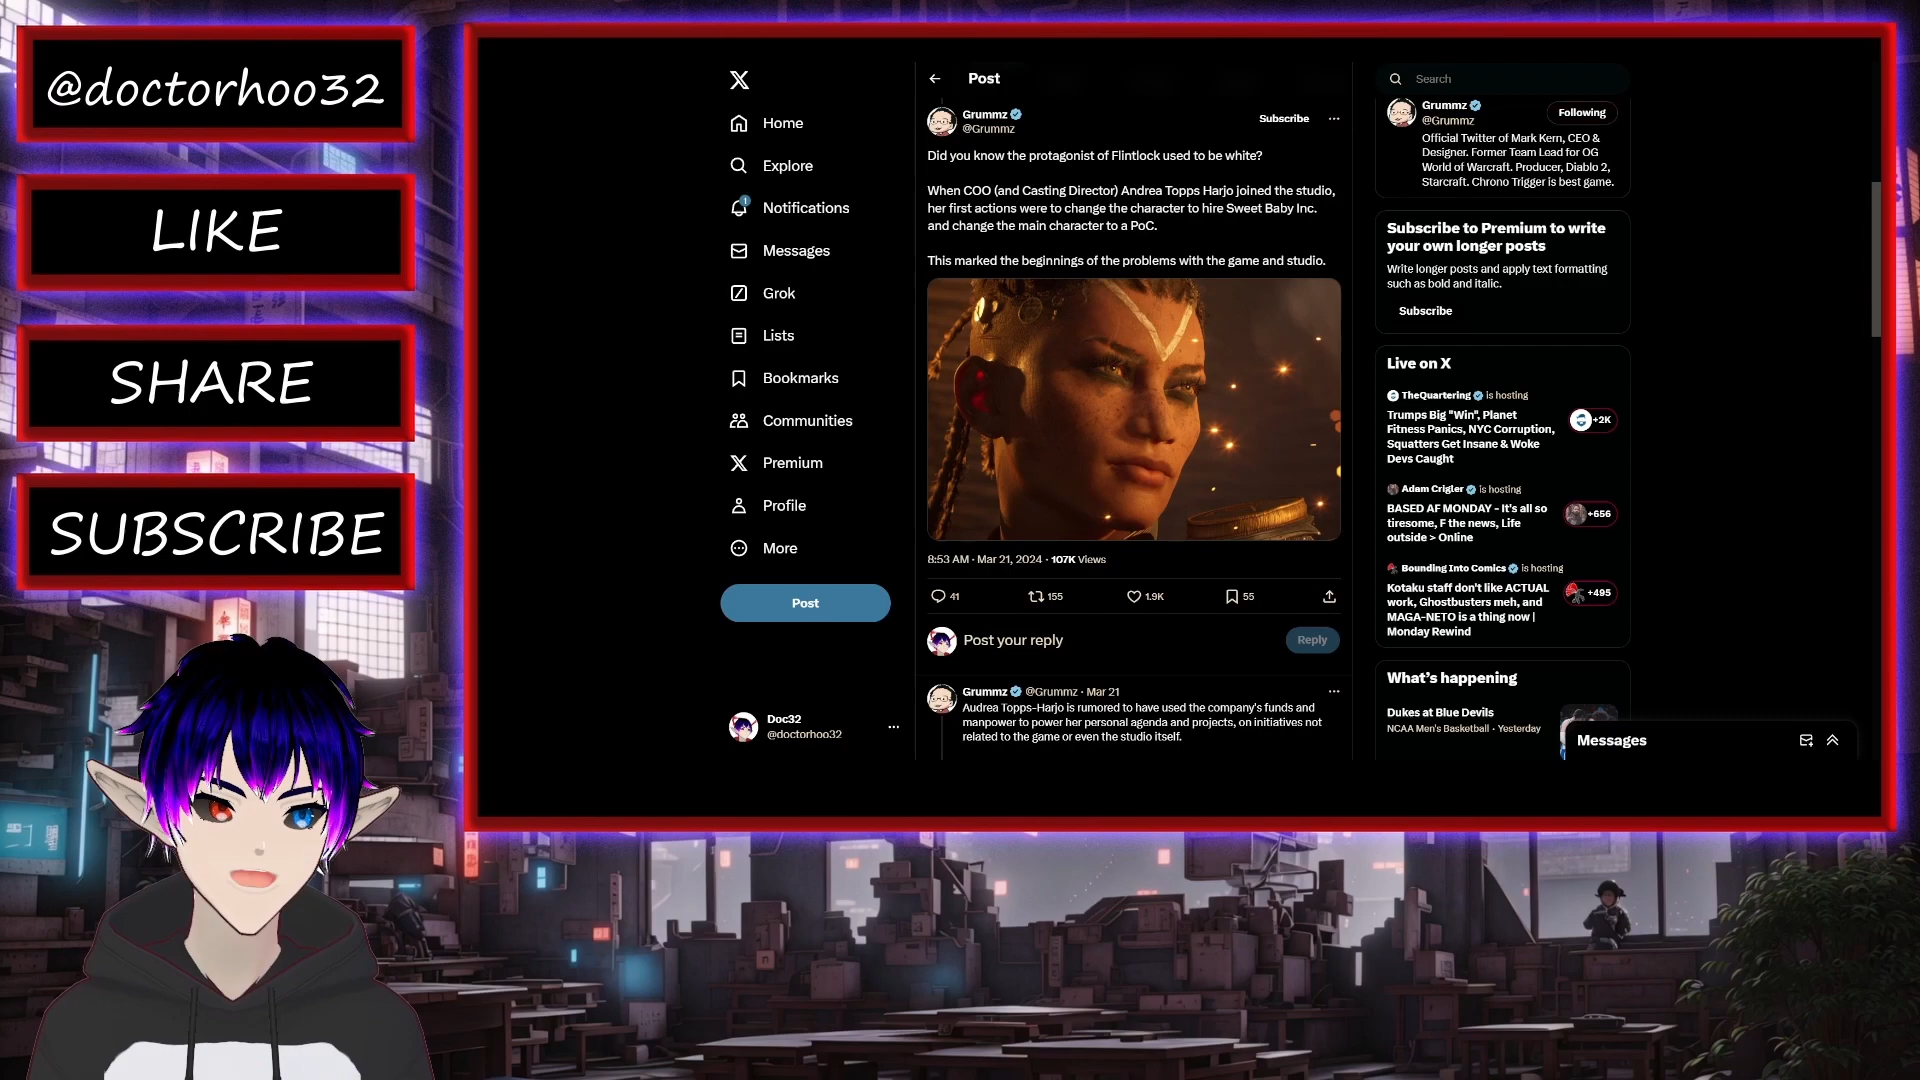 @doctorhoo32
LIKE
SHARE
SUBSCRIBE
Home
Explore
1
Notifications
Messages
Grok
Lists
Bookmarks
Communities
Premium
Profile
More
Post
Doc32
@doctorhoo32
Post
Grummz
@Grummz
Subscribe
Did you know the protagonist of Flintlock used to be white?
When COO (and Casting Director) Andrea Topps Harjo joined the studio,
her first actions were to change the character to hire Sweet Baby Inc.
and change the main character to a PoC.
This marked the beginnings of the problems with the game and studio.
8:53 AM · Mar 21, 2024 · 107K Views
41
155
1.9K
55
Post your reply
Reply
Grummz @Grummz · Mar 21
Audrea Topps-Harjo is rumored to have used the company's funds and
manpower to power her personal agenda and projects, on initiatives not
related to the game or even the studio itself.
Search
Grummz
@Grummz
Following
Official Twitter of Mark Kern, CEO &
Designer. Former Team Lead for OG
World of Warcraft. Producer, Diablo 2,
Starcraft. Chrono Trigger is best game.
Subscribe to Premium to write
your own longer posts
Write longer posts and apply text formatting
such as bold and italic.
Subscribe
Live on X
TheQuartering is hosting
Trumps Big "Win", Planet
Fitness Panics, NYC Corruption,
Squatters Get Insane & Woke
Devs Caught
+2K
Adam Crigler is hosting
BASED AF MONDAY - It's all so
tiresome, F the news, Life
outside > Online
+656
Bounding Into Comics is hosting
Kotaku staff don't like ACTUAL
work, Ghostbusters meh, and
MAGA-NETO is a thing now |
Monday Rewind
+495
What's happening
Dukes at Blue Devils
NCAA Men's Basketball · Yesterday
Messages